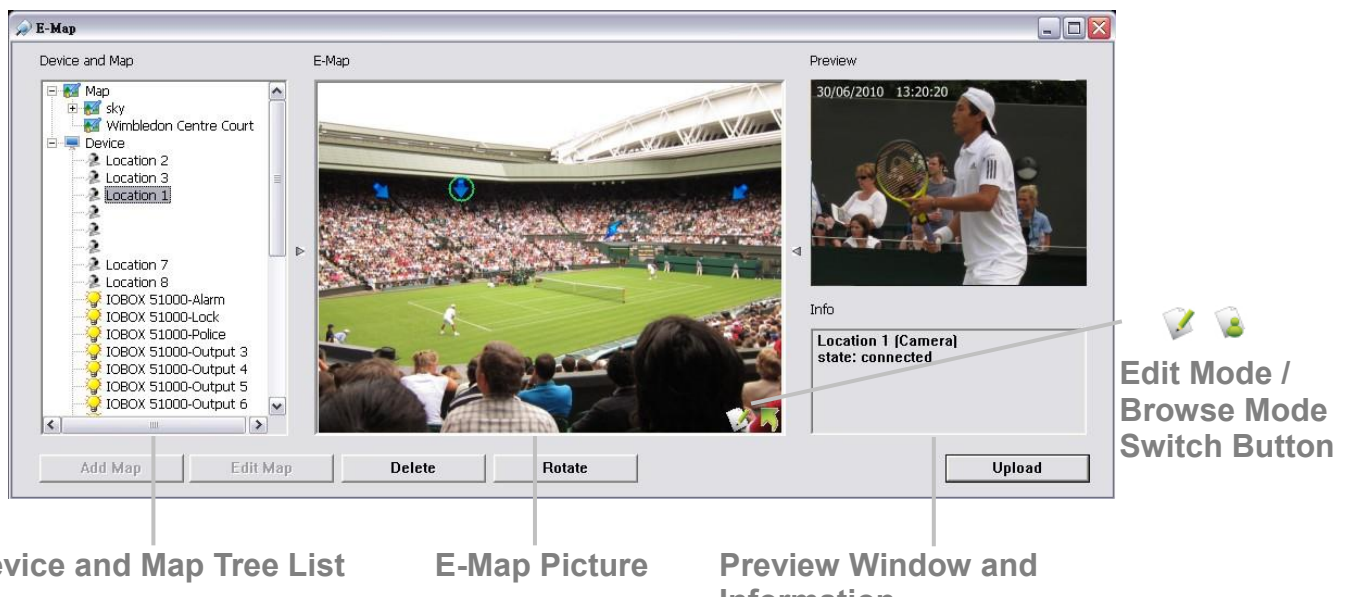 E-Map
Device and Map
E-Map
Preview
Map
sky
Wimbledon Centre Court
Device
Location 2
Location 3
Location 1
Location 7
Location 8
IOBOX 51000-Alarm
IOBOX 51000-Lock
IOBOX 51000-Police
IOBOX 51000-Output 3
IOBOX 51000-Output 4
IOBOX 51000-Output 5
IOBOX 51000-Output 6
30/06/2010 13:20:20
Info
Location 1 (Camera)
state: connected
Add Map
Edit Map
Delete
Rotate
Upload
Edit Mode /
Browse Mode
Switch Button
evice and Map Tree List
E-Map Picture
Preview Window and
Information